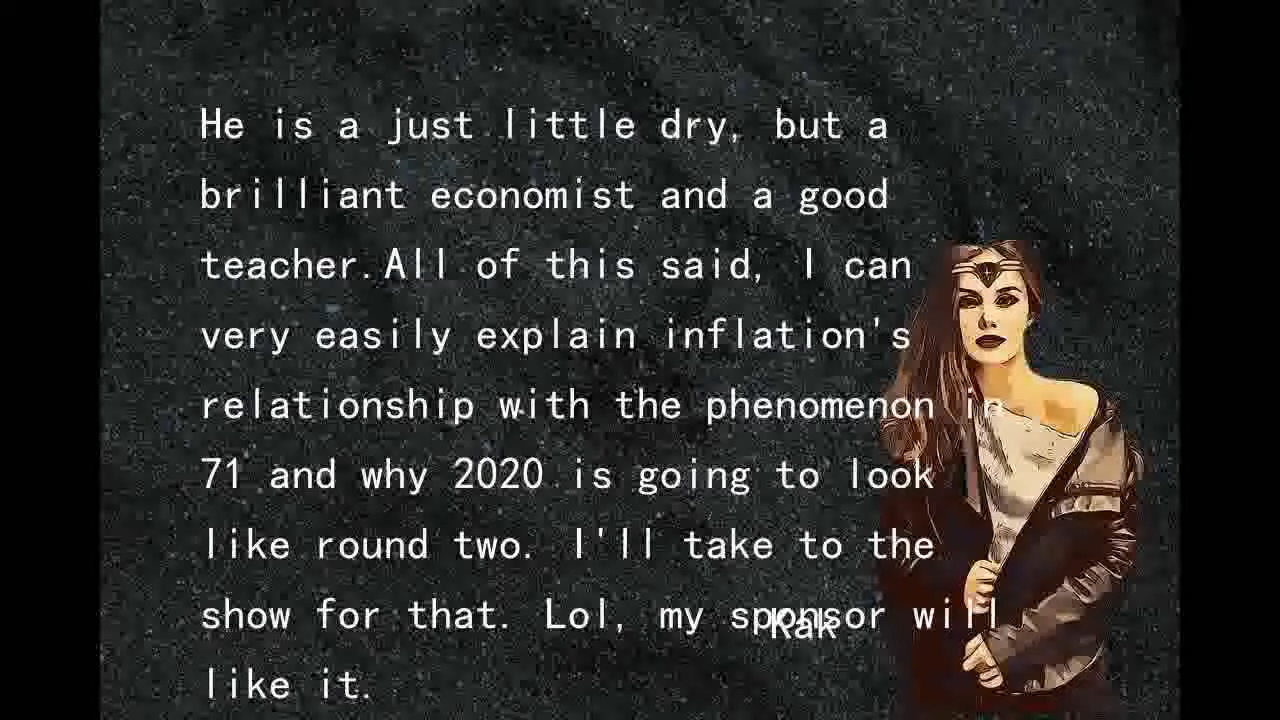 He is a just little dry, but a
brilliant economist and a good
teacher.All of this said, I can
very easily explain inflation's
relationship with the phenomenon in
71 and why 2020 is going to look
like round two. I'll take to the
show for that. Lol, my sponsor will
like it.
Kak